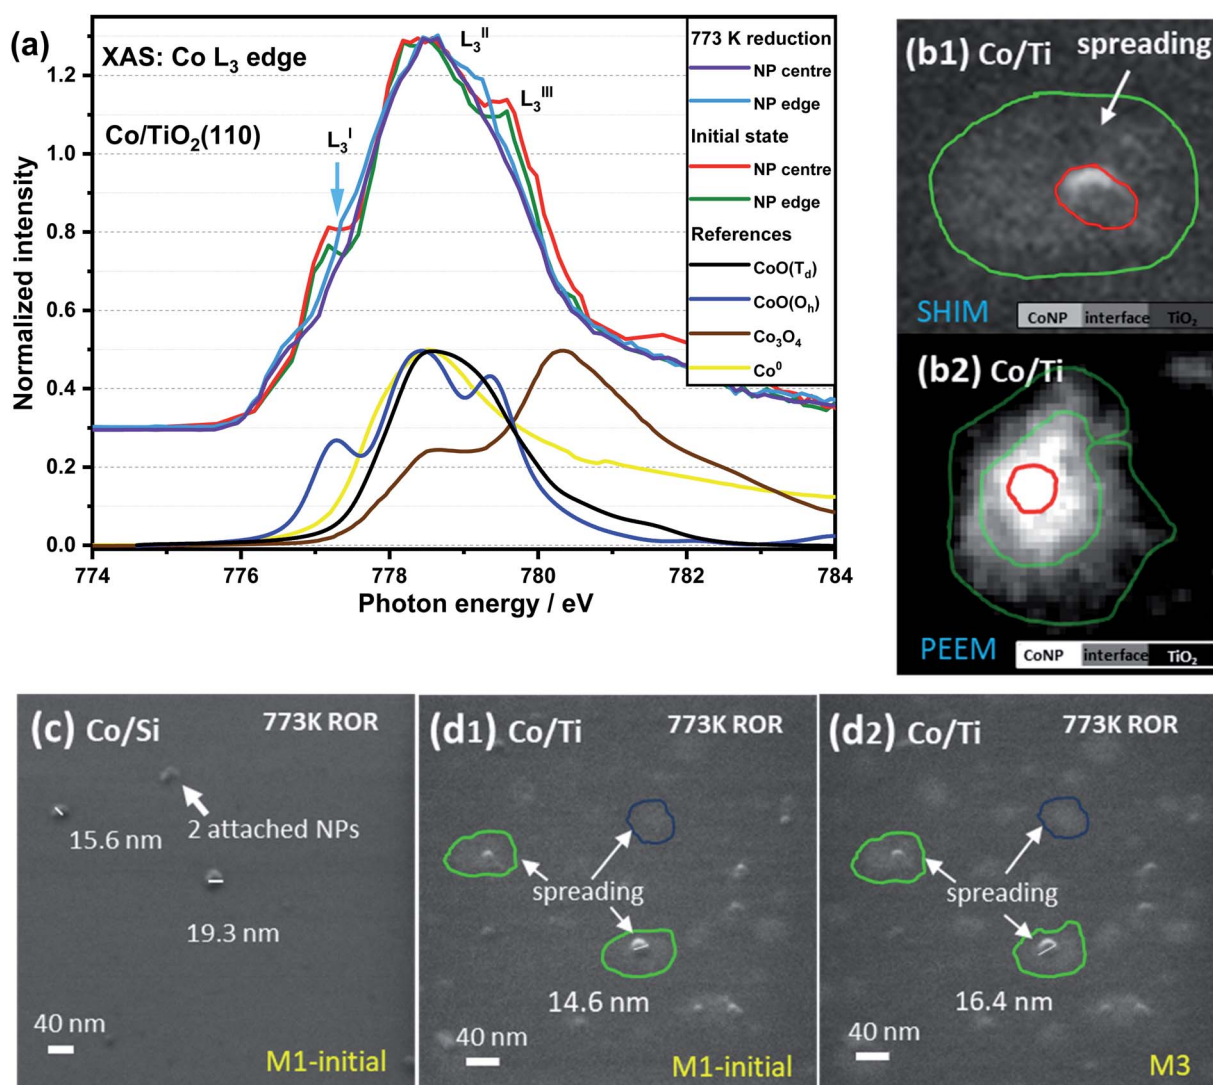 (a)
XAS: Co L3 edge
Co/TiO2(110)
L3I
L3II
L3III
773 K reduction
NP centre
NP edge
Initial state
NP centre
NP edge
References
CoO(Td)
CoO(Oh)
Co3O4
Co0
Normalized intensity
1.2
1.0
0.8
0.6
0.4
0.2
0.0
774 776 778 780 782 784
Photon energy / eV
(b1) Co/Ti
spreading
SHIM
CoNP interface TiO2
(b2) Co/Ti
PEEM
CoNP interface TiO2
(c) Co/Si
773K ROR
2 attached NPs
15.6 nm
19.3 nm
40 nm
M1-initial
(d1) Co/Ti
773K ROR
spreading
14.6 nm
40 nm
M1-initial
(d2) Co/Ti
773K ROR
spreading
16.4 nm
40 nm
M3